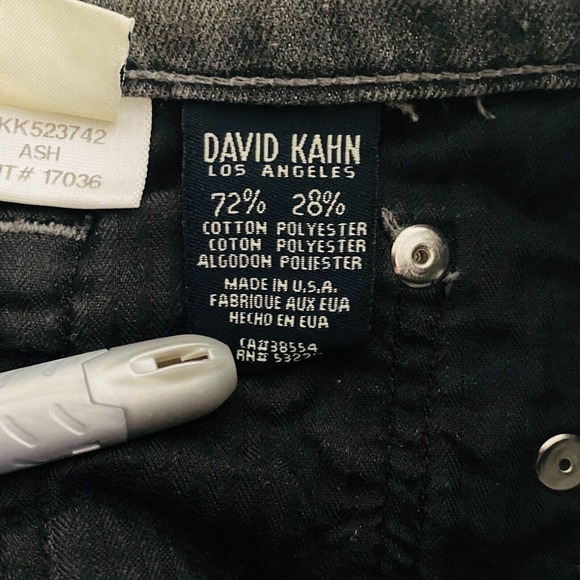 KK523742
ASH
17036
DAVID KAHN
LOS ANGELES
72% 28%
COTTON POLYESTER
COTON POLYESTER
ALGODON POLIESTER
MADE IN U.S.A.
FABRIQUE AUX EUA
HECHO EN EUA
CA#38554
RN#